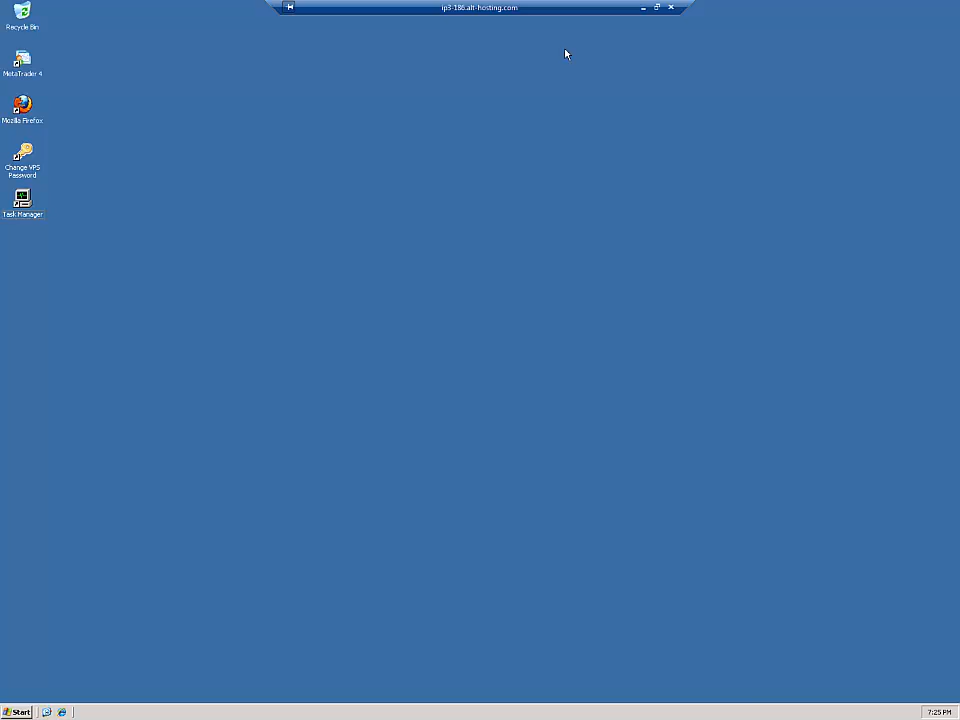 ip3-186.alt-hosting.com
Recycle Bin
MetaTrader 4
Mozilla Firefox
Change VPS
Password
Task Manager
Start
7:25 PM